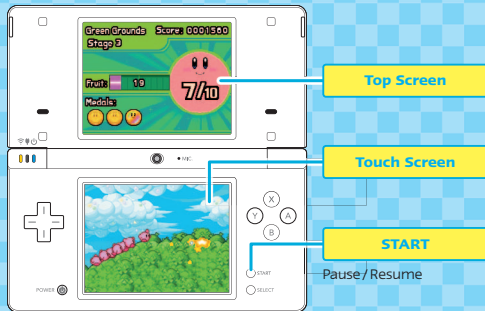 Green Grounds Score: 0001560
Stage 3
Fruit: 19
7/10
Medals:
Top Screen
MIC.
Touch Screen
X
Y
A
B
START
START
Pause / Resume
POWER
SELECT